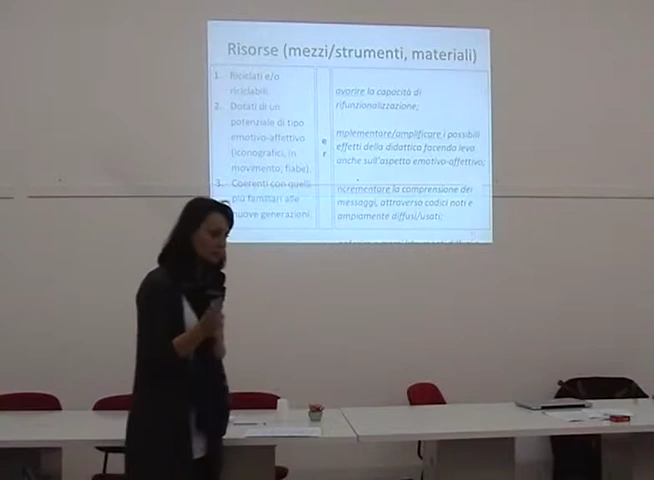 Risorse (mezzi/strumenti, materiali)
1. Riciclati e/o
riciclabili.
2. Dotati di un
potenziale di tipo
emotivo-affettivo
(iconografici, in
movimento, fiabe).
3. Coerenti con quelli
più familiari alle
nuove generazioni.
e
r
avorire la capacità di
rifunzionalizzazione;
mplementare/amplificare i possibili
effetti della didattica facendo leva
anche sull'aspetto emotivo-affettivo;
ncrementare la comprensione dei
messaggi, attraverso codici noti e
ampiamente diffusi/usati;